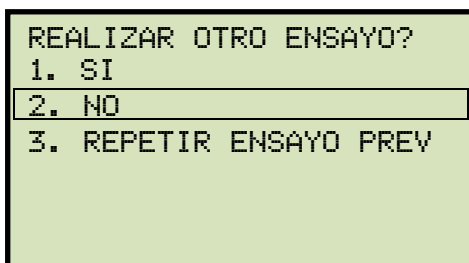 REALIZAR OTRO ENSAYO?
1. SI
2. NO
3. REPETIR ENSAYO PREV